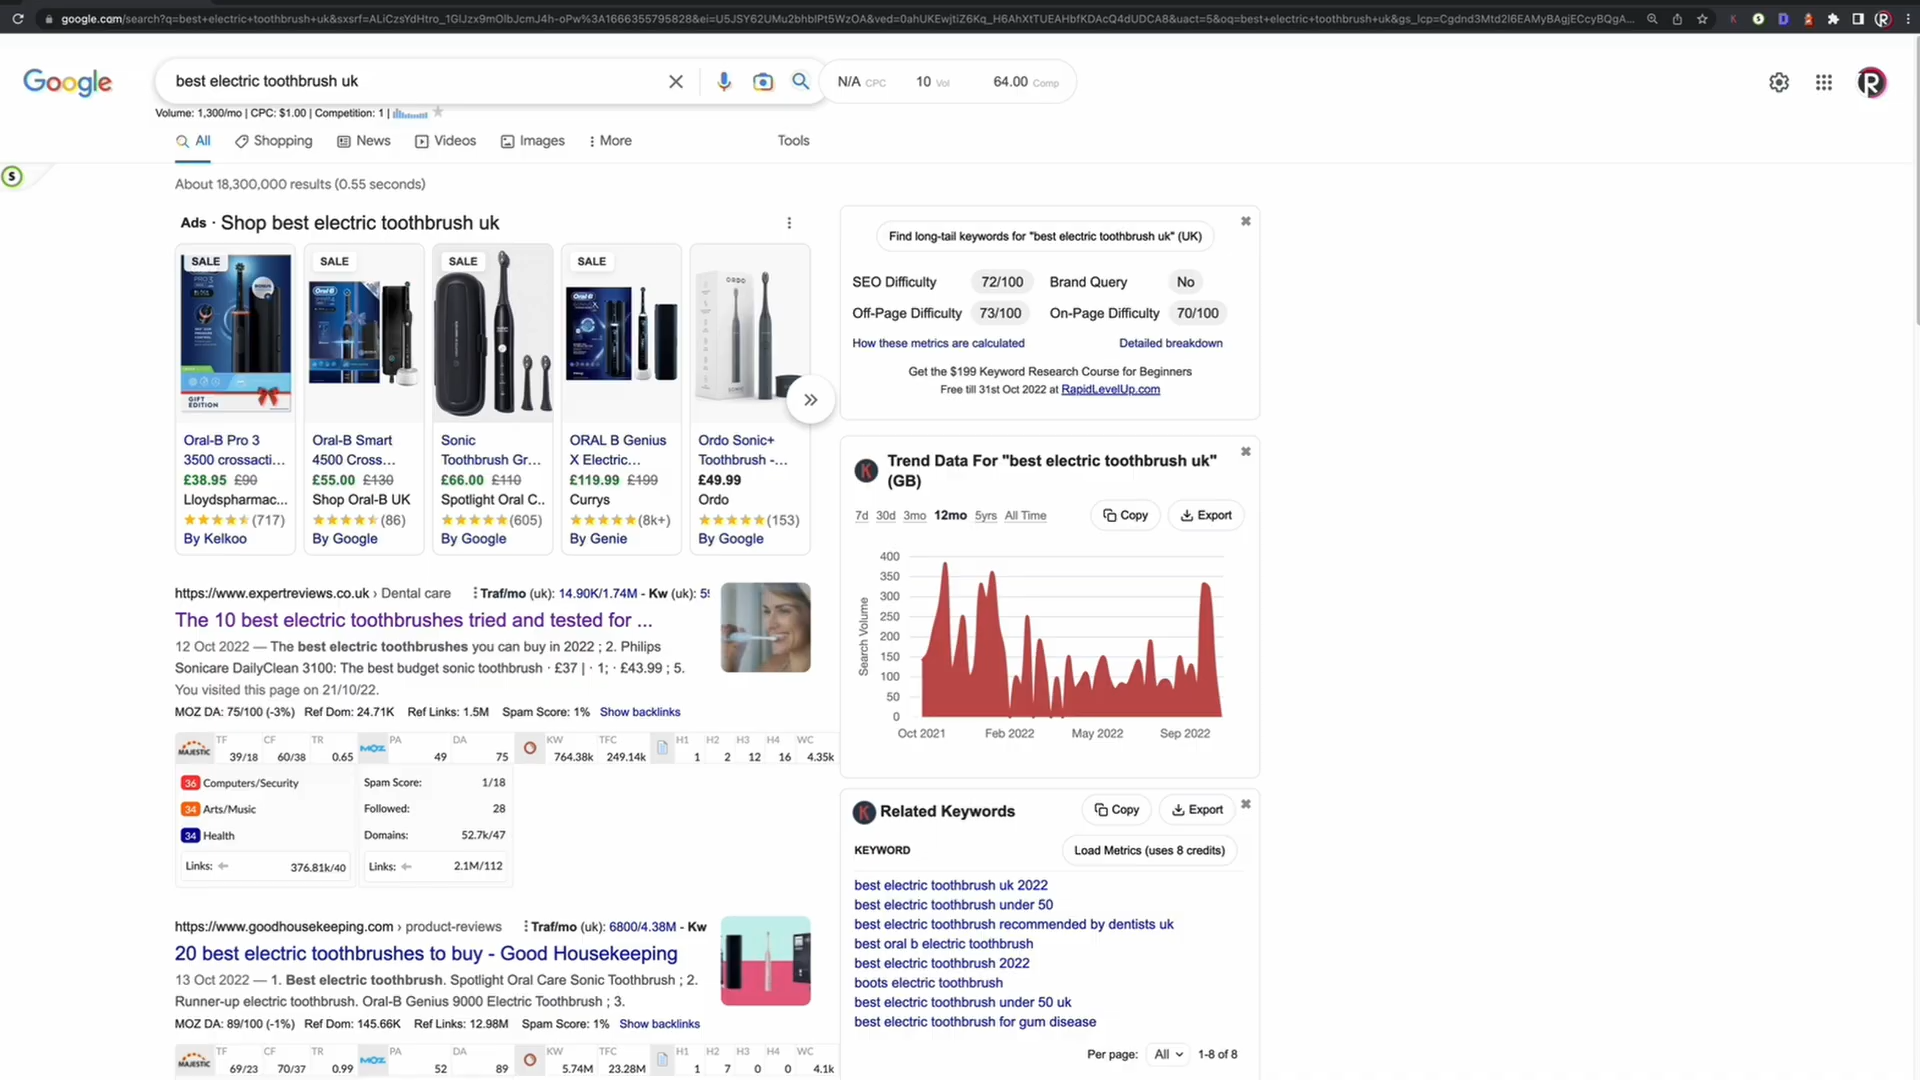 google.com/search?q=best+electric+toothbrush+uk&sxsrf=ALiCzsYdHtro_
Google
best electric toothbrush uk
N/A CPC 10 Vol 64.00 Comp
Volume: 1,300/mo | CPC: $1.00 | Competition: 1 |
All Shopping News Videos Images More Tools
About 18,300,000 results (0.55 seconds)
Ads · Shop best electric toothbrush uk
SALE
Oral-B Pro 3
3500 crossacti...
£38.95 £90
Lloydspharmac...
(717)
By Kelkoo
SALE
Oral-B Smart
4500 Cross...
£55.00 £130
Shop Oral-B UK
(86)
By Google
SALE
Sonic
Toothbrush Gr...
£66.00 £110
Spotlight Oral C..
(605)
By Google
SALE
ORAL B Genius
X Electric...
£119.99 £199
Currys
(8k+)
By Genie
ORDO
Ordo Sonic+
Toothbrush -...
£49.99
Ordo
(153)
By Google
https://www.expertreviews.co.uk › Dental care Traf/mo (uk): 14.90K/1.74M - Kw (uk):
The 10 best electric toothbrushes tried and tested for ...
12 Oct 2022 — The best electric toothbrushes you can buy in 2022 ; 2. Philips
Sonicare DailyClean 3100: The best budget sonic toothbrush · £37 | · 1; · £43.99 ; 5.
You visited this page on 21/10/22.
MOZ DA: 75/100 (-3%) Ref Dom: 24.71K Ref Links: 1.5M Spam Score: 1% Show backlinks
MAJESTIC TF CF TR MOZ PA DA KW TFC H1 H2 H3 H4 WC
39/18 60/38 0.65 49 75 764.38k 249.14k 1 2 12 16 4.35k
36 Computers/Security Spam Score: 1/18
34 Arts/Music Followed: 28
34 Health Domains: 52.7k/47
Links: 376.81k/40 Links: 2.1M/112
https://www.goodhousekeeping.com › product-reviews Traf/mo (uk): 6800/4.38M - Kw
20 best electric toothbrushes to buy - Good Housekeeping
13 Oct 2022 — 1. Best electric toothbrush. Spotlight Oral Care Sonic Toothbrush ; 2.
Runner-up electric toothbrush. Oral-B Genius 9000 Electric Toothbrush ; 3.
MOZ DA: 89/100 (-1%) Ref Dom: 145.66K Ref Links: 12.98M Spam Score: 1% Show backlinks
MAJESTIC TF CF TR MOZ PA DA KW TFC H1 H2 H3 H4 WC
69/23 70/37 0.99 52 89 5.74M 23.28M 1 7 0 0 4.1k
Find long-tail keywords for "best electric toothbrush uk" (UK)
SEO Difficulty 72/100 Brand Query No
Off-Page Difficulty 73/100 On-Page Difficulty 70/100
How these metrics are calculated Detailed breakdown
Get the $199 Keyword Research Course for Beginners
Free till 31st Oct 2022 at RapidLevelUp.com
Trend Data For "best electric toothbrush uk"
(GB)
7d 30d 3mo 12mo 5yrs All Time Copy Export
400
350
300
250
200
150
100
50
0
Search Volume
Oct 2021 Feb 2022 May 2022 Sep 2022
Related Keywords Copy Export
KEYWORD Load Metrics (uses 8 credits)
best electric toothbrush uk 2022
best electric toothbrush under 50
best electric toothbrush recommended by dentists uk
best oral b electric toothbrush
best electric toothbrush 2022
boots electric toothbrush
best electric toothbrush under 50 uk
best electric toothbrush for gum disease
Per page: All 1-8 of 8